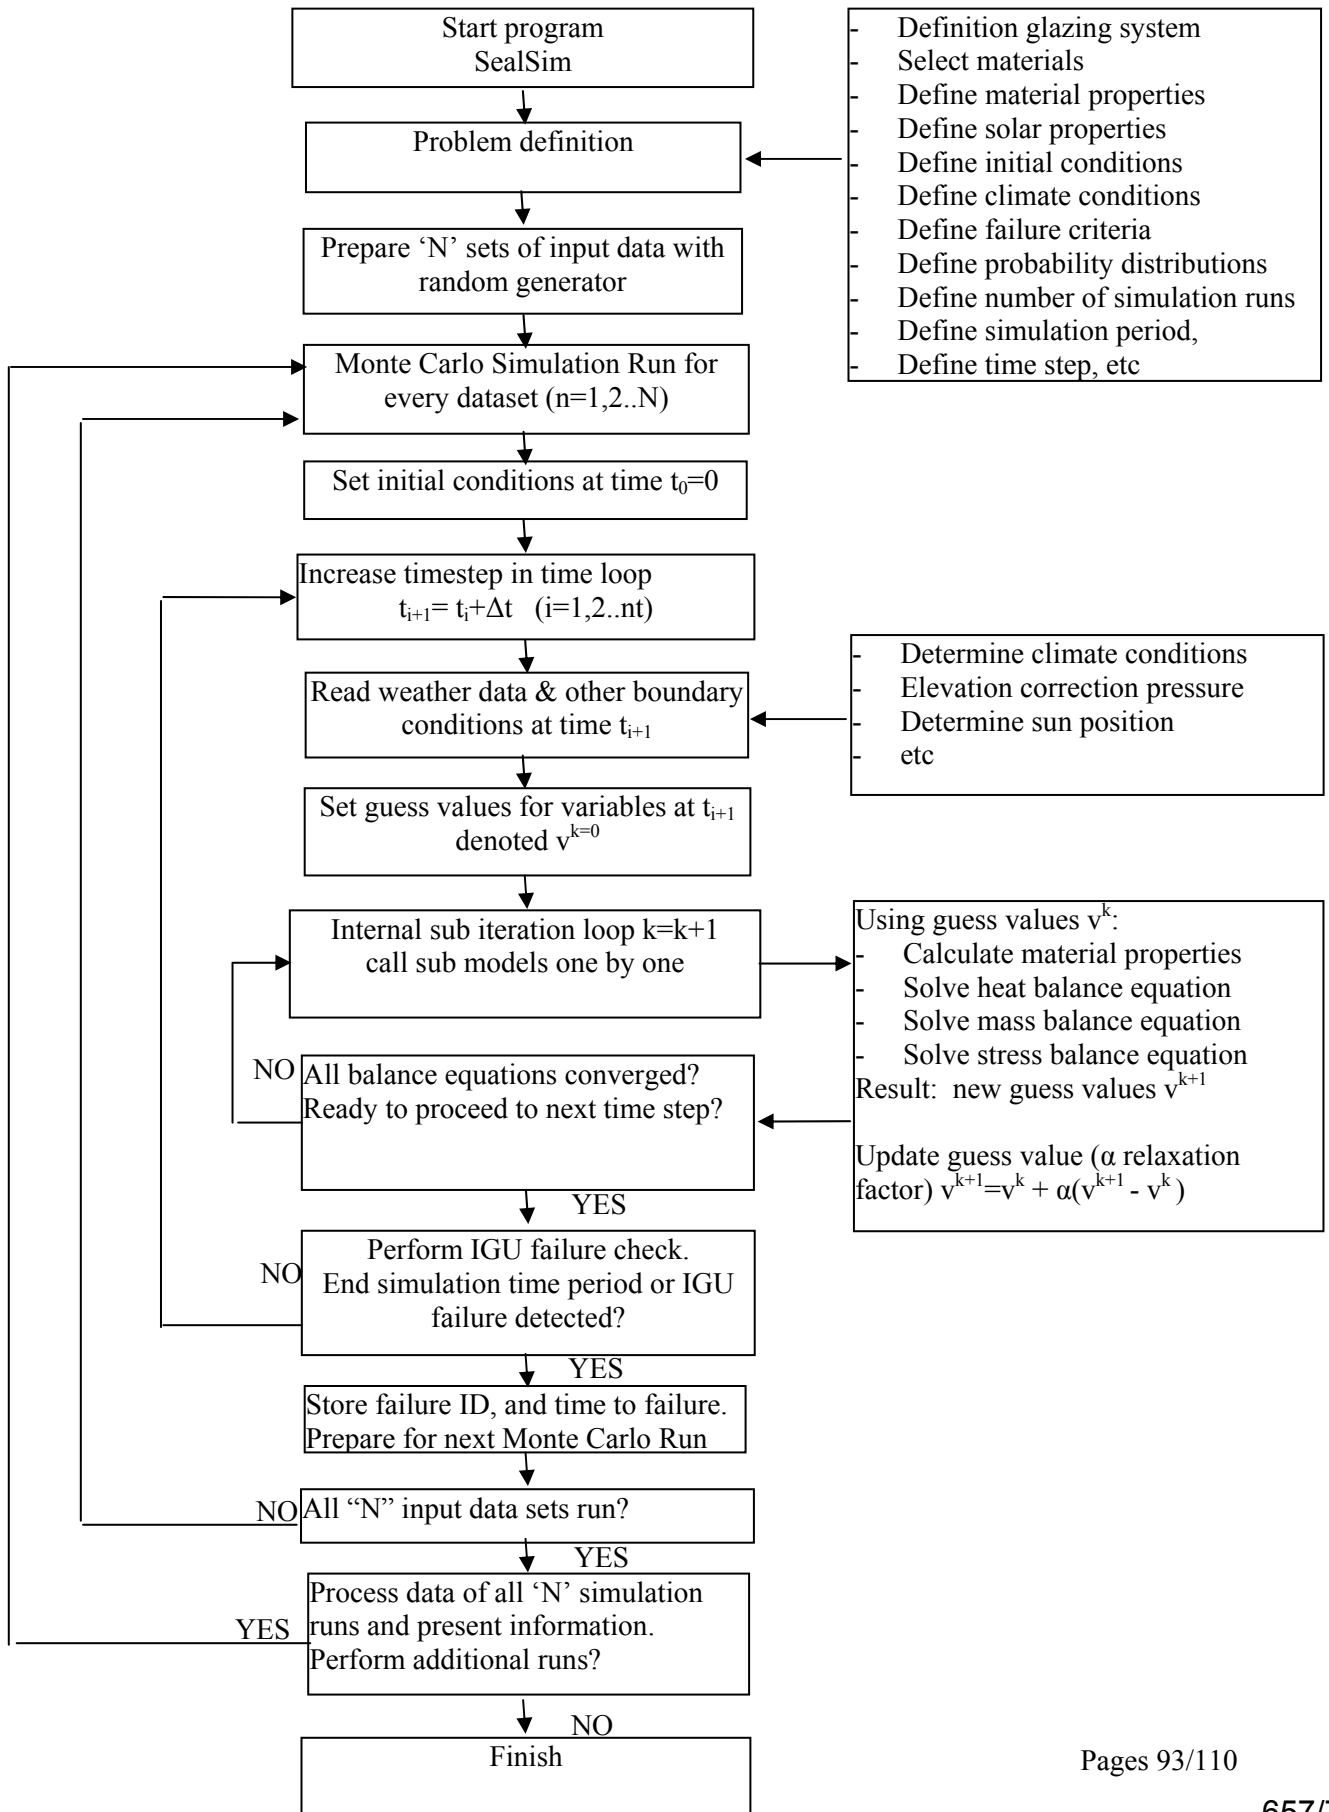 Start program
SealSim
- Definition glazing system
- Select materials
- Define material properties
- Define solar properties
- Define initial conditions
- Define climate conditions
- Define failure criteria
- Define probability distributions
- Define number of simulation runs
- Define simulation period,
- Define time step, etc
Problem definition
Prepare ‘N’ sets of input data with
random generator
Monte Carlo Simulation Run for
every dataset (n=1,2..N)
Set initial conditions at time t₀=0
Increase timestep in time loop
tᵢ₊₁= tᵢ+Δt (i=1,2..nt)
Read weather data & other boundary
conditions at time tᵢ₊₁
- Determine climate conditions
- Elevation correction pressure
- Determine sun position
- etc
Set guess values for variables at tᵢ₊₁
denoted vᵏ⁼⁰
Internal sub iteration loop k=k+1
call sub models one by one
Using guess values vᵏ:
- Calculate material properties
- Solve heat balance equation
- Solve mass balance equation
- Solve stress balance equation
Result: new guess values vᵏ⁺¹
Update guess value (α relaxation
factor) vᵏ⁺¹=vᵏ + α(vᵏ⁺¹ - vᵏ )
NO
All balance equations converged?
Ready to proceed to next time step?
YES
NO
Perform IGU failure check.
End simulation time period or IGU
failure detected?
YES
Store failure ID, and time to failure.
Prepare for next Monte Carlo Run
NO
All “N” input data sets run?
YES
YES
Process data of all ‘N’ simulation
runs and present information.
Perform additional runs?
NO
Finish
Pages 93/110
657/